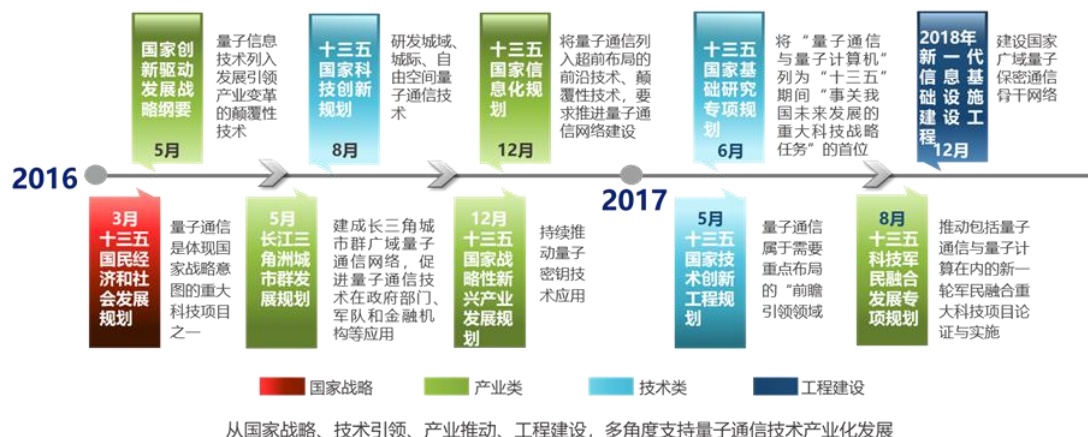 国家创
新驱动
发展战
略纲要
5月
量子信息
技术列入
发展引领
产业变革
的颠覆性
技术
十三五
国家科
技创新
规划
8月
研发城域、
城际、自
由空间量
子通信技
术
十三五
国家信
息化规
划
12月
将量子通信列
入超前布局的
前沿技术、颠
覆性技术，要
求推进量子通
信网络建设
十三五
国家基
础研究
专项规
划
6月
将“量子通信
与量子计算机”
列为“十三五”
期间“事关我
国未来发展的
重大科技战略
任务”的首位
2018年
新一代
信息基
础设施
建设工
程
12月
建设国家
广域量子
保密通信
骨干网络
2016
2017
3月
十三五
国民经
济和社
会发展
规划
量子通信
是体现国
家战略意
图的重大
科技项目
之一
5月
长江三
角洲城
市群发
展规划
建成长三角城
市群广域量子
通信网络，促
进量子通信技
术在政府部门、
军队和金融机
构等应用
12月
十三五
国家战
略性新
兴产业
发展规
划
持续推
动量子
密钥技
术应用
5月
十三五
国家技
术创新
工程规
划
量子通信
属于需要
重点布局
的“前瞻
引领领域
8月
十三五
科技军
民融合
发展专
项规划
推动包括量子
通信与量子计
算在内的新一
轮军民融合重
大科技项目论
证与实施
国家战略
产业类
技术类
工程建设
从国家战略、技术引领、产业推动、工程建设，多角度支持量子通信技术产业化发展